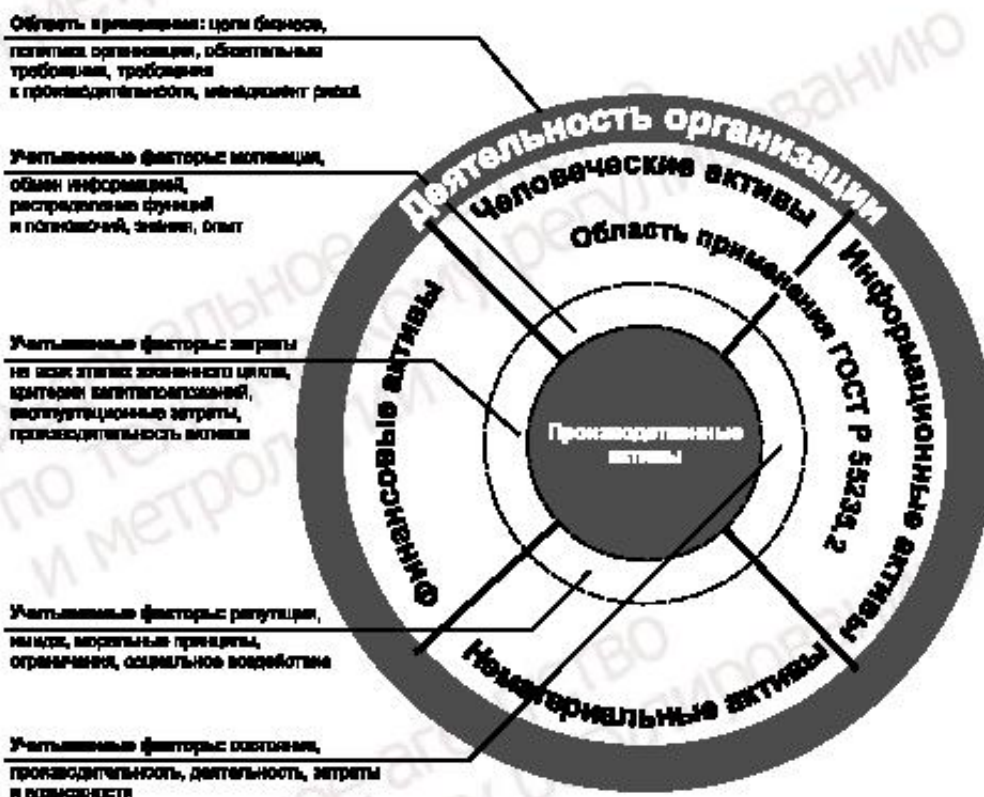 Область применения: цели бизнеса,
политика организации, обязательные
требования, требования
к производительности, менеджмент риска
Учитываемые факторы: мотивация,
обмен информацией,
распределение функций
и полномочий, знания, опыт
Учитываемые факторы: затраты
на всех этапах жизненного цикла,
критерии капиталовложений,
эксплуатационные затраты,
производительность активов
Учитываемые факторы: репутация,
имидж, моральные принципы,
ограничения, социальное воздействие
Учитываемые факторы: состояние,
производительность, деятельность, затраты
и возможности
Деятельность организации
Человеческие активы
Область применения ГОСТ Р 55235.2
Информационные активы
Финансовые активы
Нематериальные активы
Производственные
активы